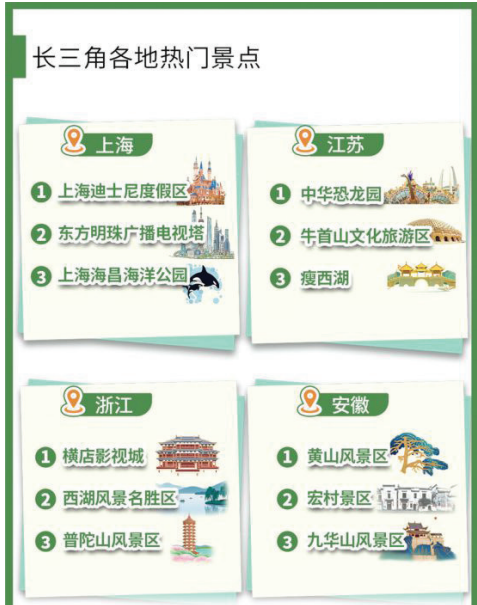 长三角各地热门景点
上海
1 上海迪士尼度假区
2 东方明珠广播电视塔
3 上海海昌海洋公园
江苏
1 中华恐龙园
2 牛首山文化旅游区
3 瘦西湖
浙江
1 横店影视城
2 西湖风景名胜区
3 普陀山风景区
安徽
1 黄山风景区
2 宏村景区
3 九华山风景区